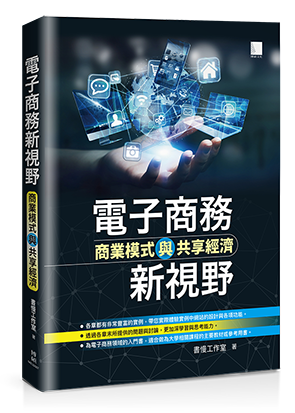 電子商務新視野
商業模式與共享經濟
書慢工作室 著
博碩
電子商務
商業模式 與 共享經濟
新視野
• 各章都有非常豐富的實例，帶您實際體驗實例中網站的設計與各項功能。
• 透過各章末所提供的問題與討論，更加深學習與思考能力。
• 為電子商務領域的入門書，適合做為大學相關課程的主要教材或參考用書。
書慢工作室 著